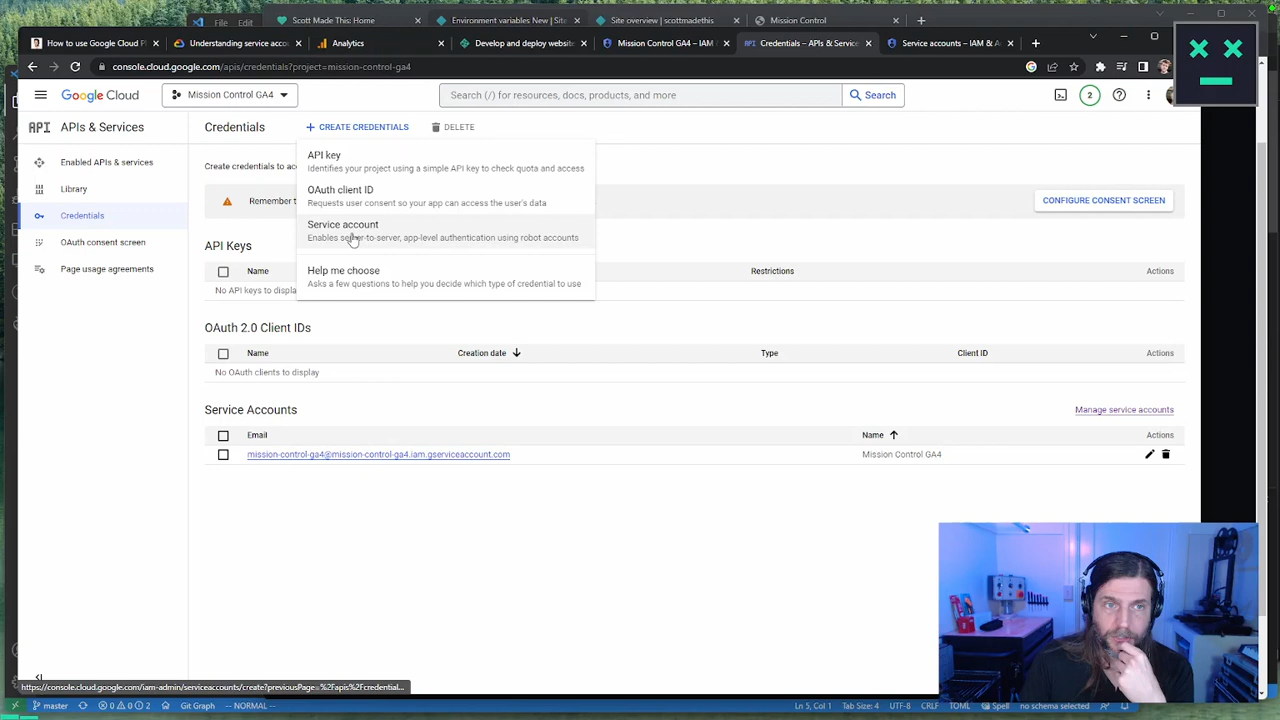 File
Scott Made This: Home
Environment variables New | Sit
Site overview | scottmadethis
Mission Control
How to use Google Cloud P
Understanding service acco
Analytics
Develop and deploy website
Mission Control GA4 – IAM
Credentials – APIs & Service
Service accounts – IAM & A
console.cloud.google.com/apis/credentials?project=mission-control-ga4
Google Cloud
Mission Control GA4
Search (/) for resources, docs, products, and more
Search
2
API
APIs & Services
Credentials
CREATE CREDENTIALS
DELETE
Enabled APIs & services
Library
Credentials
OAuth consent screen
Page usage agreements
Create credentials to acc
Remember t
CONFIGURE CONSENT SCREEN
API key
Identifies your project using a simple API key to check quota and access
OAuth client ID
Requests user consent so your app can access the user's data
Service account
Enables server-to-server, app-level authentication using robot accounts
Help me choose
Asks a few questions to help you decide which type of credential to use
API Keys
Name
Restrictions
Actions
No API keys to displa
OAuth 2.0 Client IDs
Name
Creation date
Type
Client ID
Actions
No OAuth clients to display
Service Accounts
Manage service accounts
Email
Name
Actions
mission-control-ga4@mission-control-ga4.iam.gserviceaccount.com
Mission Control GA4
https://console.cloud.google.com/iam-admin/serviceaccounts/create?previousPage=%2Fapis%2Fcredential...
master
0
0
2
Git Graph
-- NORMAL --
Ln 5, Col 1
Tab Size: 4
UTF-8
CRLF
TOML
Spell
no schema selected